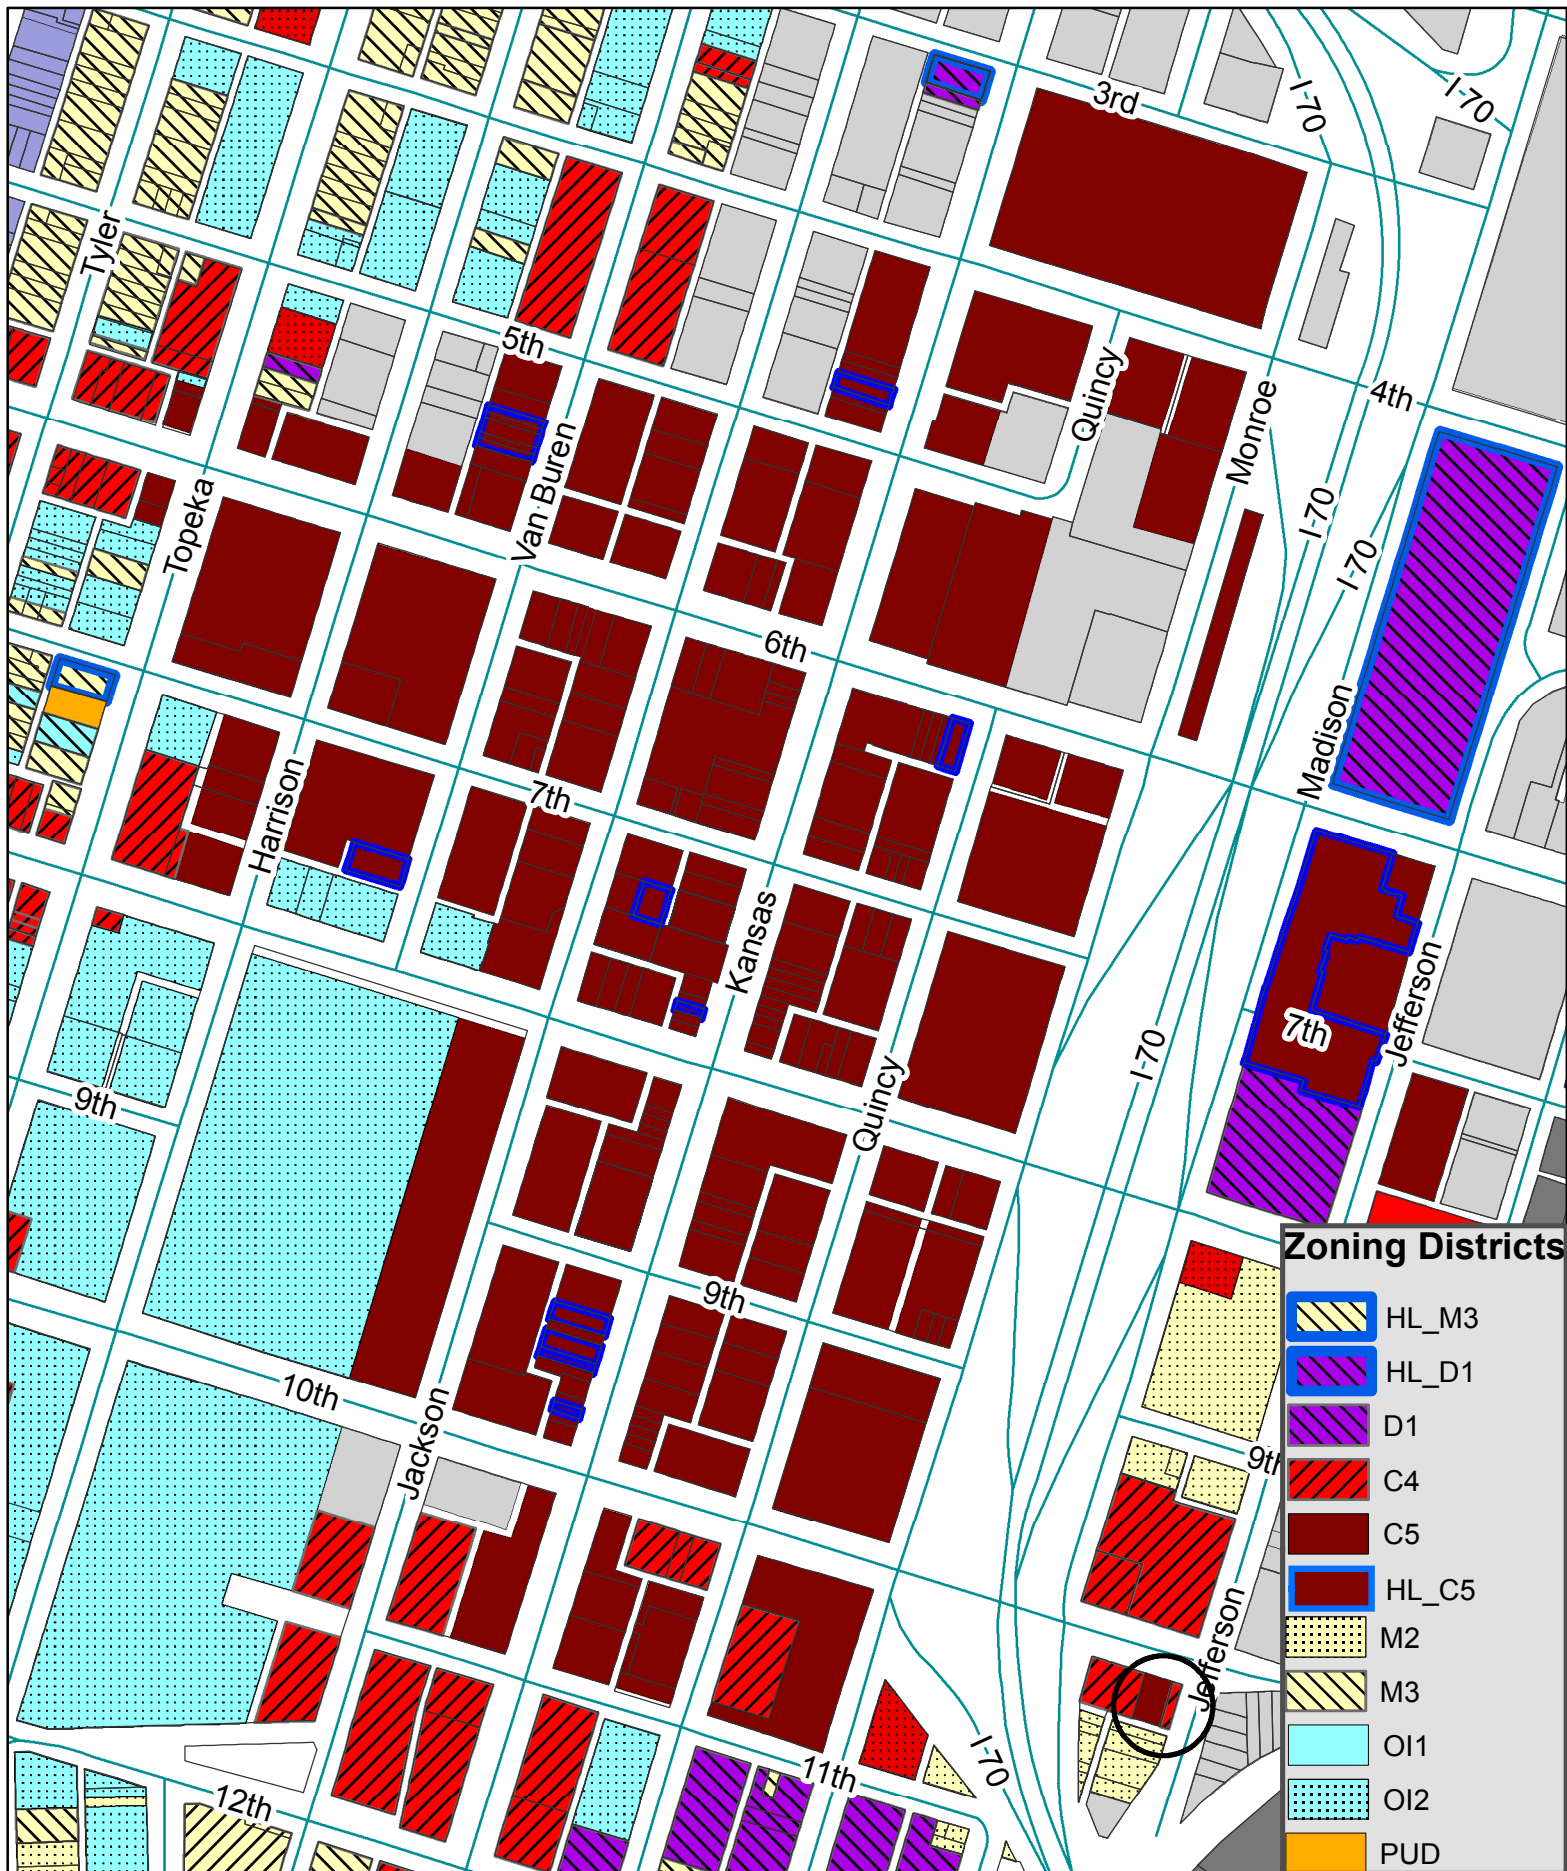 3rd
I-70
I-70
Tyler
5th
Quincy
4th
Monroe
Van Buren
Topeka
I-70
I-70
6th
Madison
7th
Harrison
Kansas
Jefferson
7th
I-70
Quincy
9th
9th
10th
Jackson
9th
Jefferson
I-70
11th
12th
Zoning Districts
HL_M3
HL_D1
D1
C4
C5
HL_C5
M2
M3
OI1
OI2
PUD